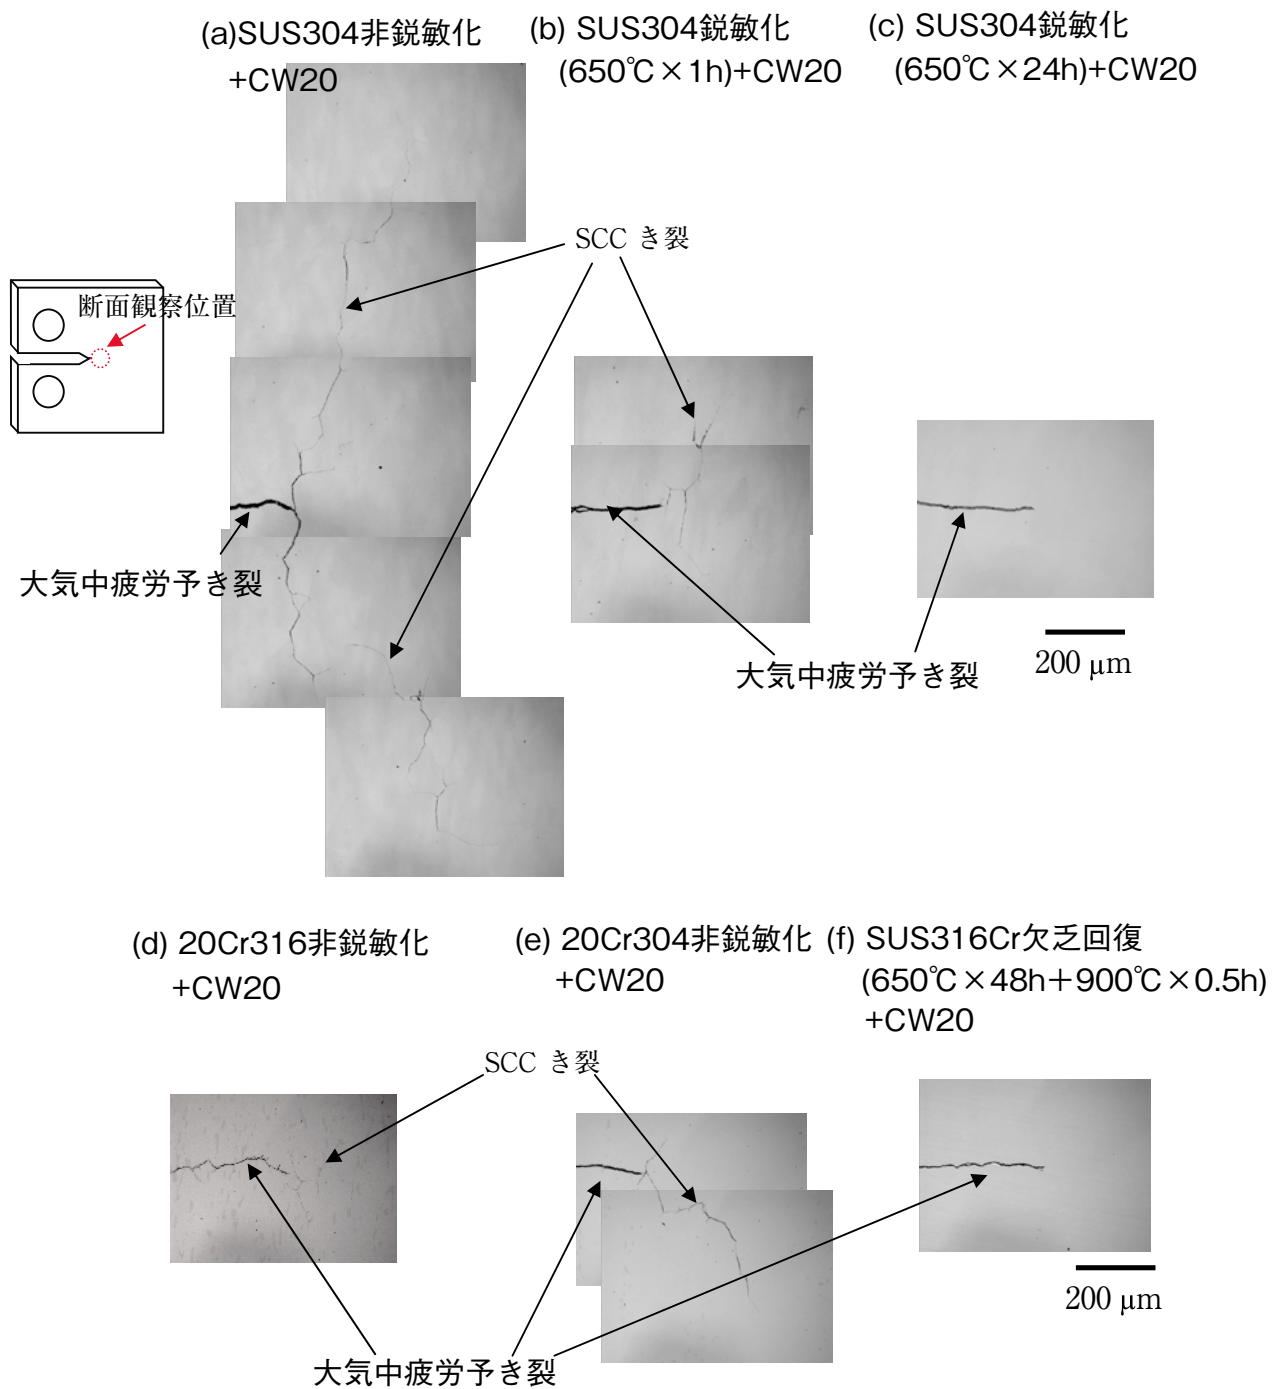 (a)SUS304非鋭敏化
+CW20
(b) SUS304鋭敏化
(650℃×1h)+CW20
(c) SUS304鋭敏化
(650℃×24h)+CW20
SCC き裂
断面観察位置
大気中疲労予き裂
大気中疲労予き裂
200 μm
(d) 20Cr316非鋭敏化
+CW20
(e) 20Cr304非鋭敏化
+CW20
(f) SUS316Cr欠乏回復
(650℃×48h+900℃×0.5h)
+CW20
SCC き裂
200 μm
大気中疲労予き裂